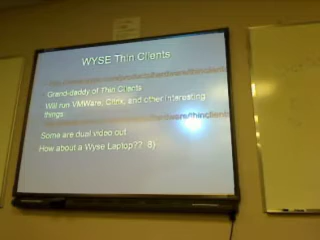 WYSE Thin Clients
Grand-daddy of Thin Clients
Will run VMWare, Citrix, and other interesting
things
Some are dual video out
How about a Wyse Laptop?? 8}